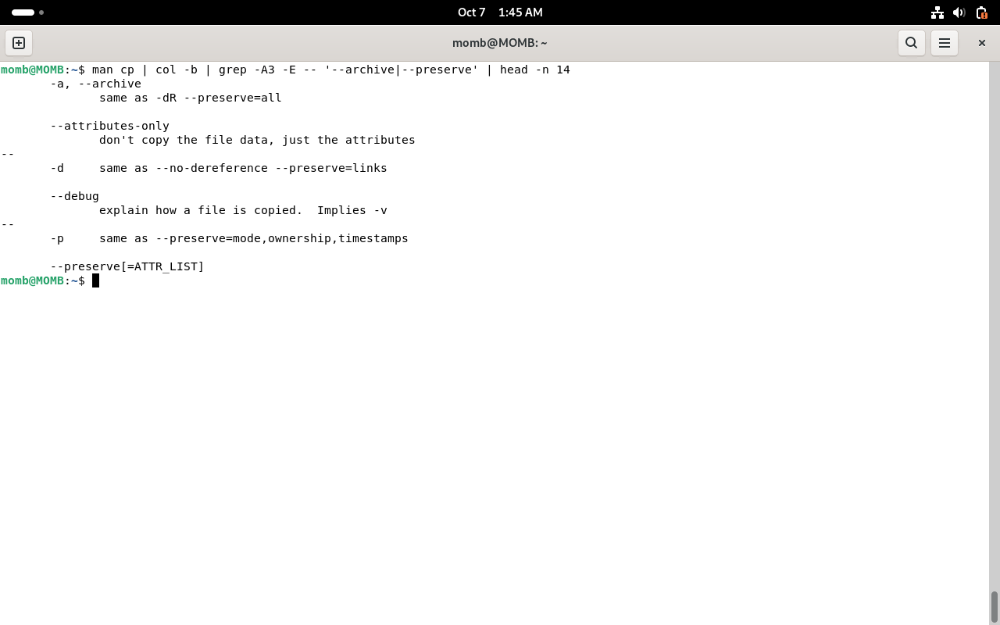 Oct 7 1:45 AM
momb@MOMB: ~
momb@MOMB:~$ man cp | col -b | grep -A3 -E -- '--archive|--preserve' | head -n 14
       -a, --archive
              same as -dR --preserve=all

       --attributes-only
              don't copy the file data, just the attributes
--
       -d     same as --no-dereference --preserve=links

       --debug
              explain how a file is copied.  Implies -v
--
       -p     same as --preserve=mode,ownership,timestamps

       --preserve[=ATTR_LIST]
momb@MOMB:~$